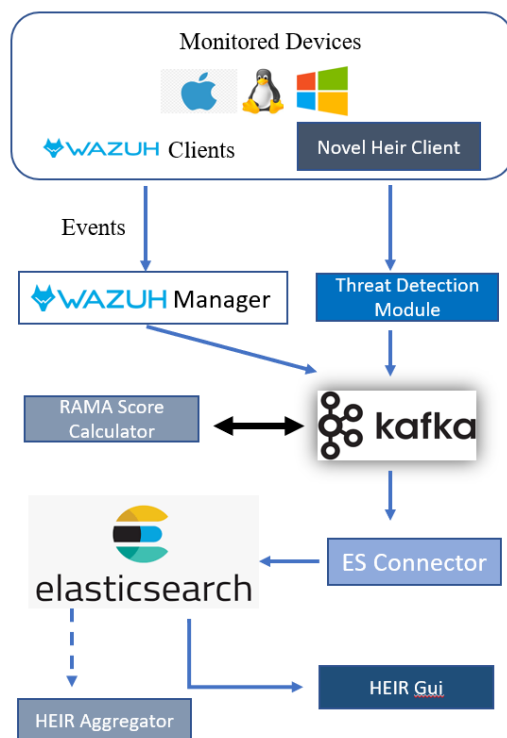 Monitored Devices
WAZUH Clients
Novel Heir Client
Events
WAZUH Manager
Threat Detection
Module
RAMA Score
Calculator
kafka
elasticsearch
ES Connector
HEIR Gui
HEIR Aggregator